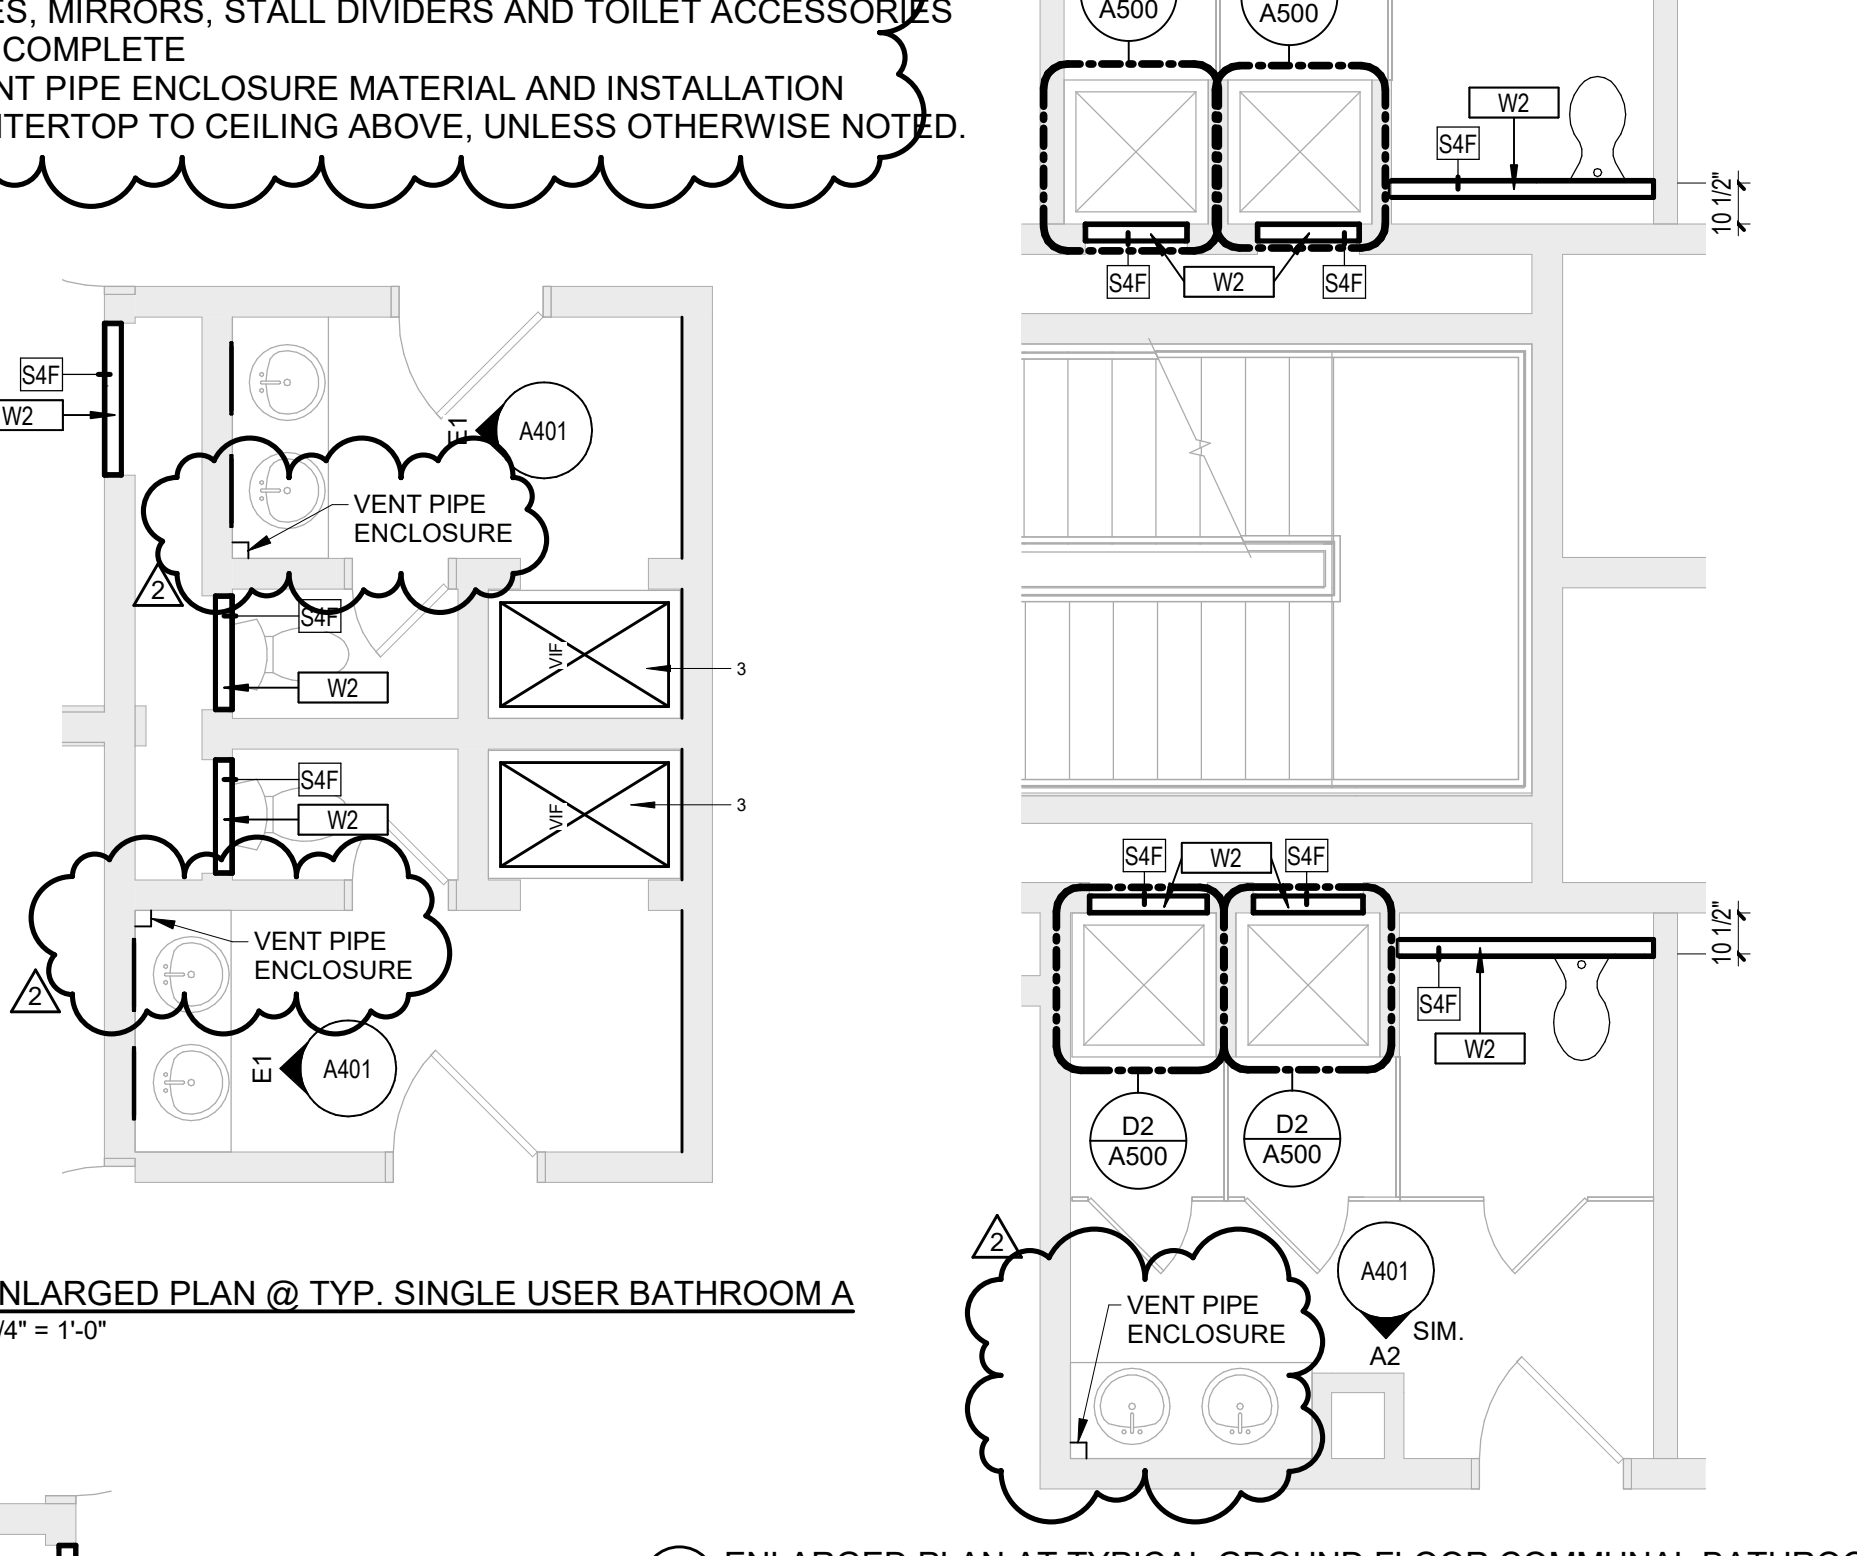 ES, MIRRORS, STALL DIVIDERS AND TOILET ACCESSORIES
COMPLETE
NT PIPE ENCLOSURE MATERIAL AND INSTALLATION
NTERTOP TO CEILING ABOVE, UNLESS OTHERWISE NOTED.
A500
A500
W2
S4F
10 1/2"
S4F
W2
S4F
S4F
W2
E1
A401
VENT PIPE
ENCLOSURE
2
S4F
W2
VIF
3
S4F
W2
VIF
3
VENT PIPE
ENCLOSURE
2
E1
A401
NLARGED PLAN @ TYP. SINGLE USER BATHROOM A
/4" = 1'-0"
S4F
W2
S4F
10 1/2"
S4F
W2
D2
A500
D2
A500
2
VENT PIPE
ENCLOSURE
A401
SIM.
A2
ENLARGED PLAN AT TYPICAL GROUND FLOOR COMMUNAL BATHROO